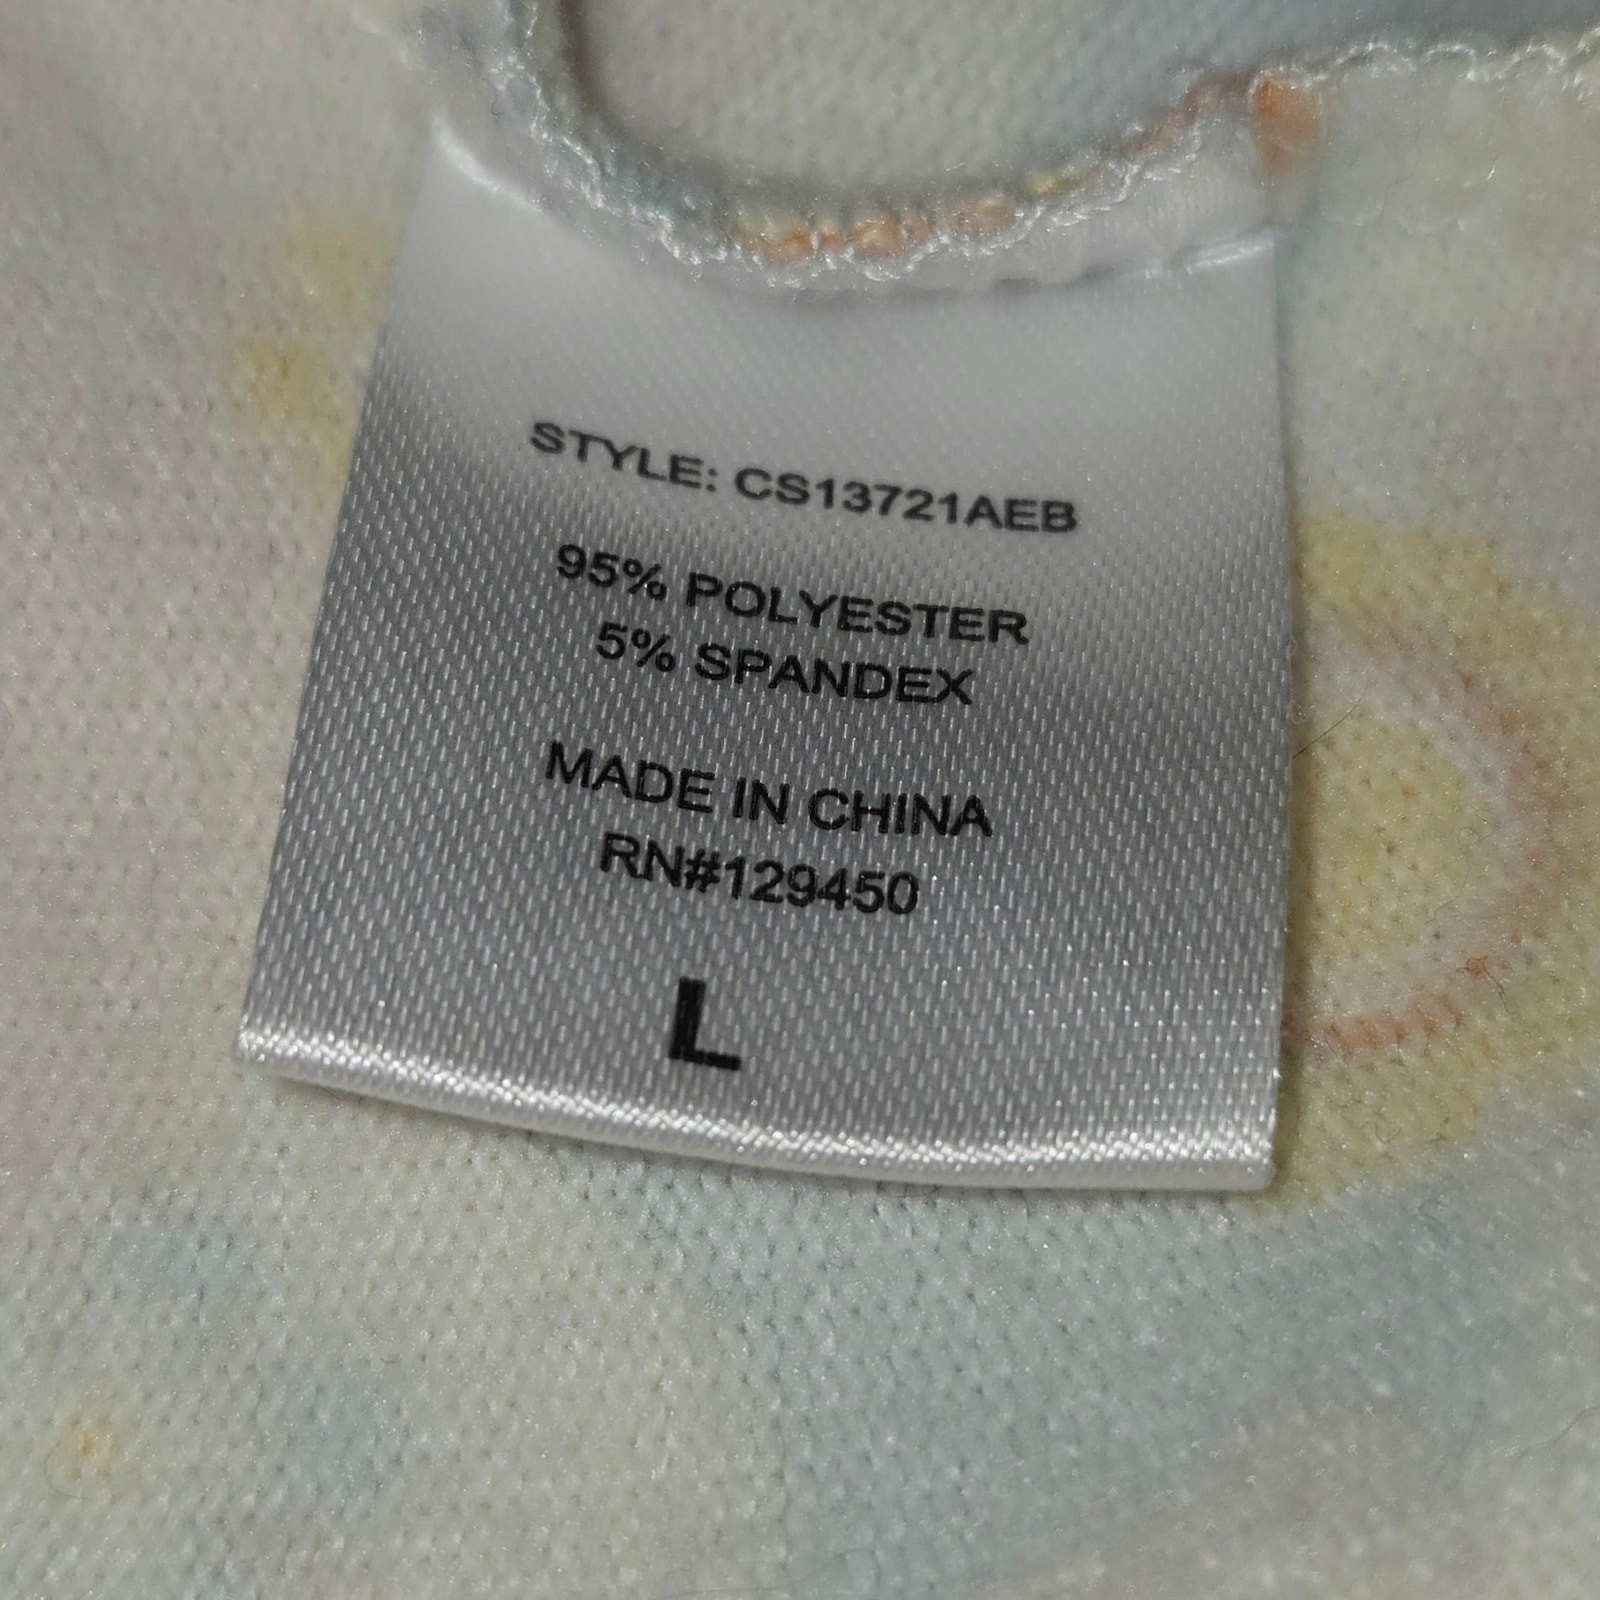 STYLE: CS13721AEB
95% POLYESTER
5% SPANDEX
MADE IN CHINA
RN#129450
L